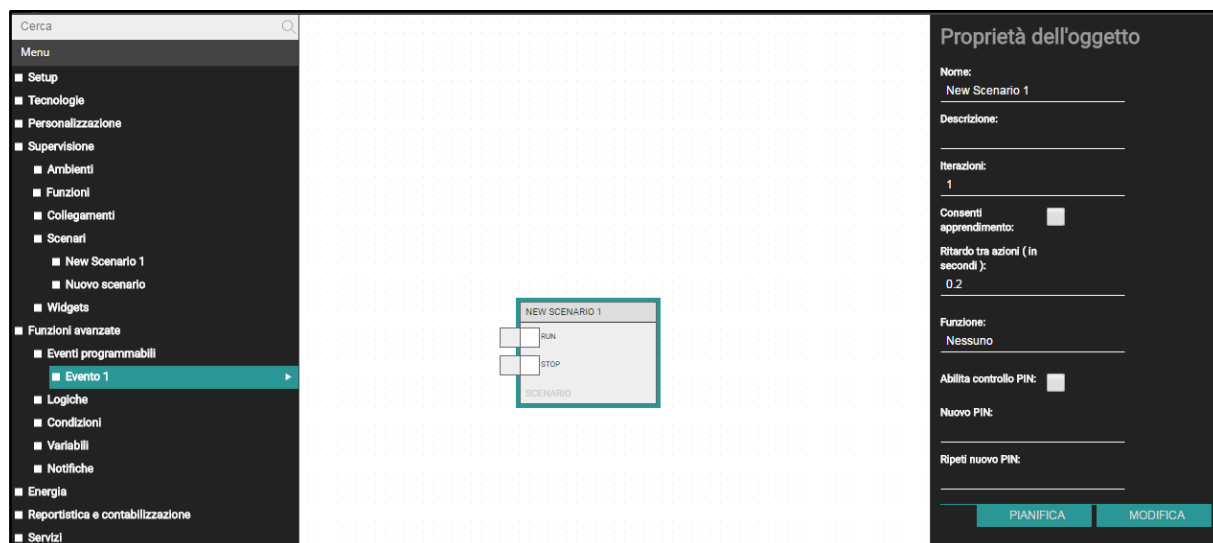 Cerca
Menu
Setup
Tecnologie
Personalizzazione
Supervisione
Ambienti
Funzioni
Collegamenti
Scenari
New Scenario 1
Nuovo scenario
Widgets
Funzioni avanzate
Eventi programmabili
Evento 1
Logiche
Condizioni
Variabili
Notifiche
Energia
Reportistica e contabilizzazione
Servizi
NEW SCENARIO 1
RUN
STOP
SCENARIO
Proprietà dell'oggetto
Nome:
New Scenario 1
Descrizione:
Iterazioni:
1
Consenti
apprendimento:
Ritardo tra azioni ( in
secondi ):
0.2
Funzione:
Nessuno
Abilita controllo PIN:
Nuovo PIN:
Ripeti nuovo PIN:
PIANIFICA
MODIFICA